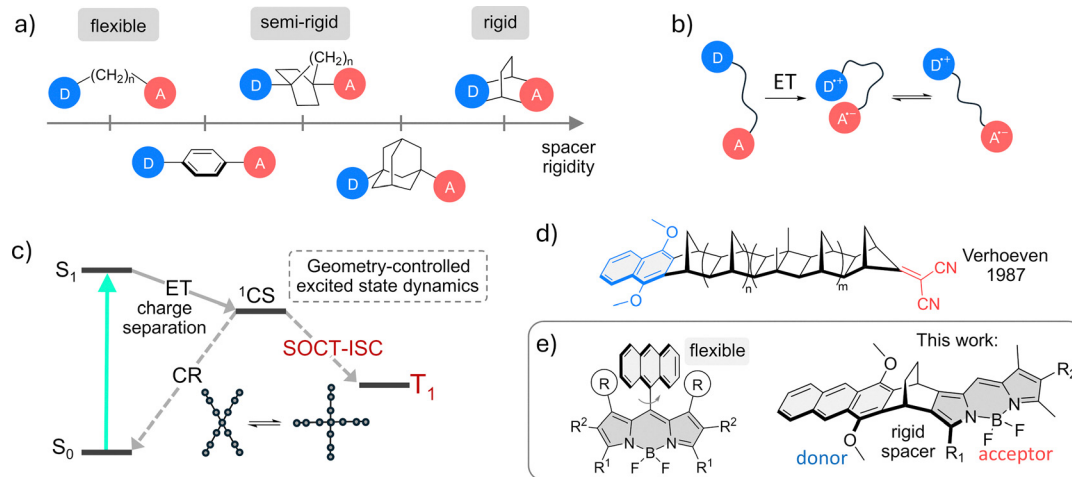 a)
flexible
semi-rigid
rigid
D
(CH2)n
A
D
(CH2)n
A
D
A
D
A
D
A
spacer
rigidity
b)
D
A
ET
D•+
A•−
D•+
A•−
c)
S1
ET
charge
separation
1CS
Geometry-controlled
excited state dynamics
SOCT-ISC
CR
T1
S0
d)
O
O
n
m
CN
CN
Verhoeven
1987
e)
flexible
R
R
R2
R2
N
B
N
R1
F
F
R1
This work:
O
O
rigid
spacer
N
B
N
F
F
R1
R2
donor
acceptor